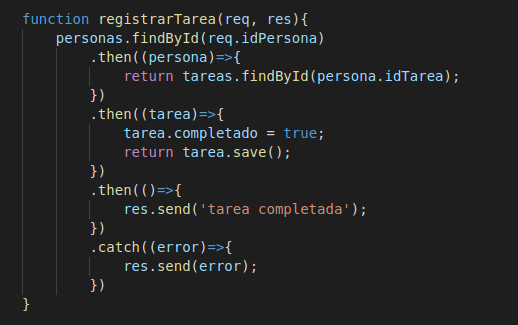 function registrarTarea(req, res){
    personas.findById(req.idPersona)
        .then((persona)=>{
            return tareas.findById(persona.idTarea);
        })
        .then((tarea)=>{
            tarea.completado = true;
            return tarea.save();
        })
        .then(()=>{
            res.send('tarea completada');
        })
        .catch((error)=>{
            res.send(error);
        })
}